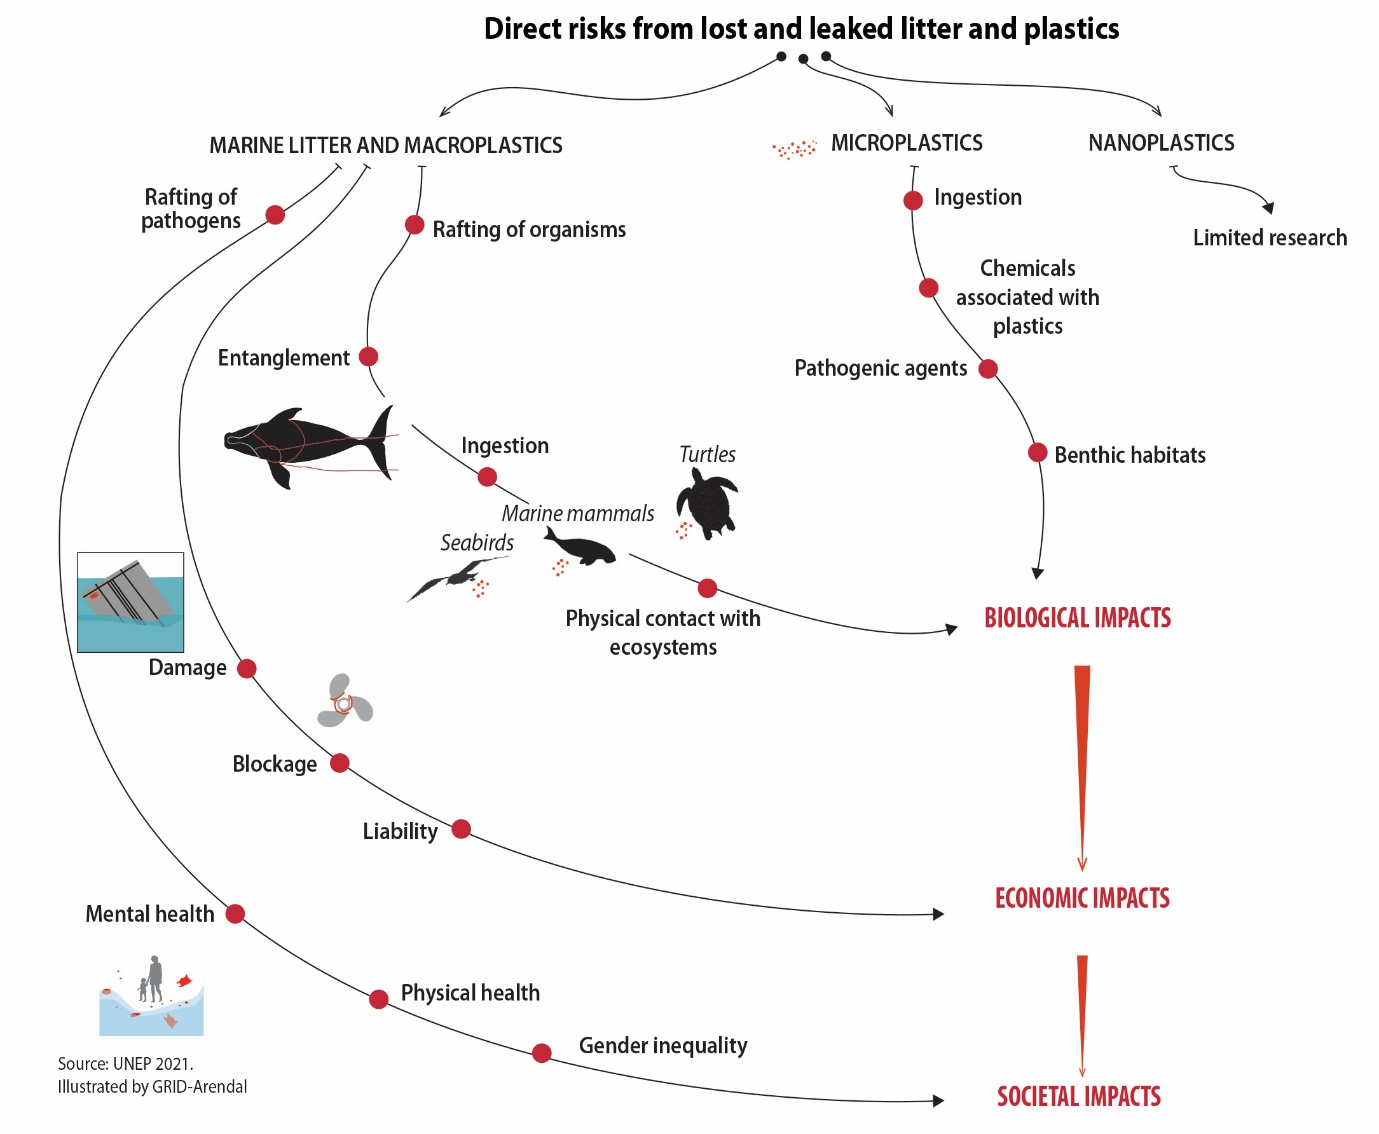 Direct risks from lost and leaked litter and plastics
MARINE LITTER AND MACROPLASTICS
MICROPLASTICS
NANOPLASTICS
Rafting of
pathogens
Rafting of organisms
Ingestion
Limited research
Chemicals
associated with
plastics
Entanglement
Pathogenic agents
Ingestion
Turtles
Benthic habitats
Marine mammals
Seabirds
Physical contact with
ecosystems
BIOLOGICAL IMPACTS
Damage
Blockage
Liability
ECONOMIC IMPACTS
Mental health
Physical health
Gender inequality
SOCIETAL IMPACTS
Source: UNEP 2021.
Illustrated by GRID-Arendal